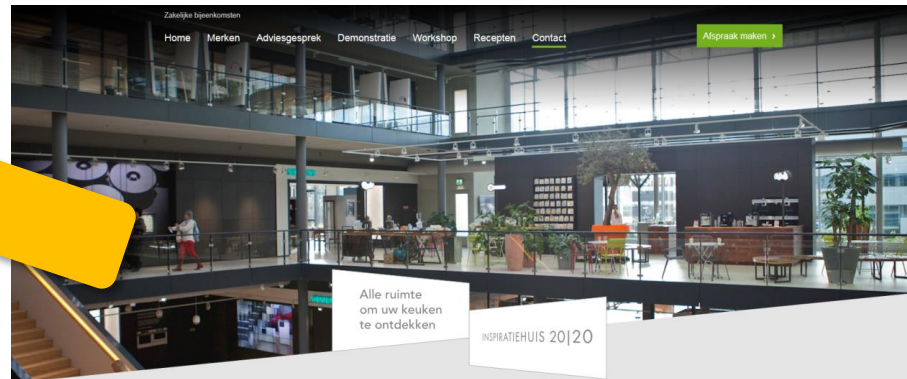 Zakelijke bijeenkomsten
Home Merken Adviesgesprek Demonstratie Workshop Recepten Contact
Afspraak maken ›
Alle ruimte
om uw keuken
te ontdekken
INSPIRATIEHUIS 20|20